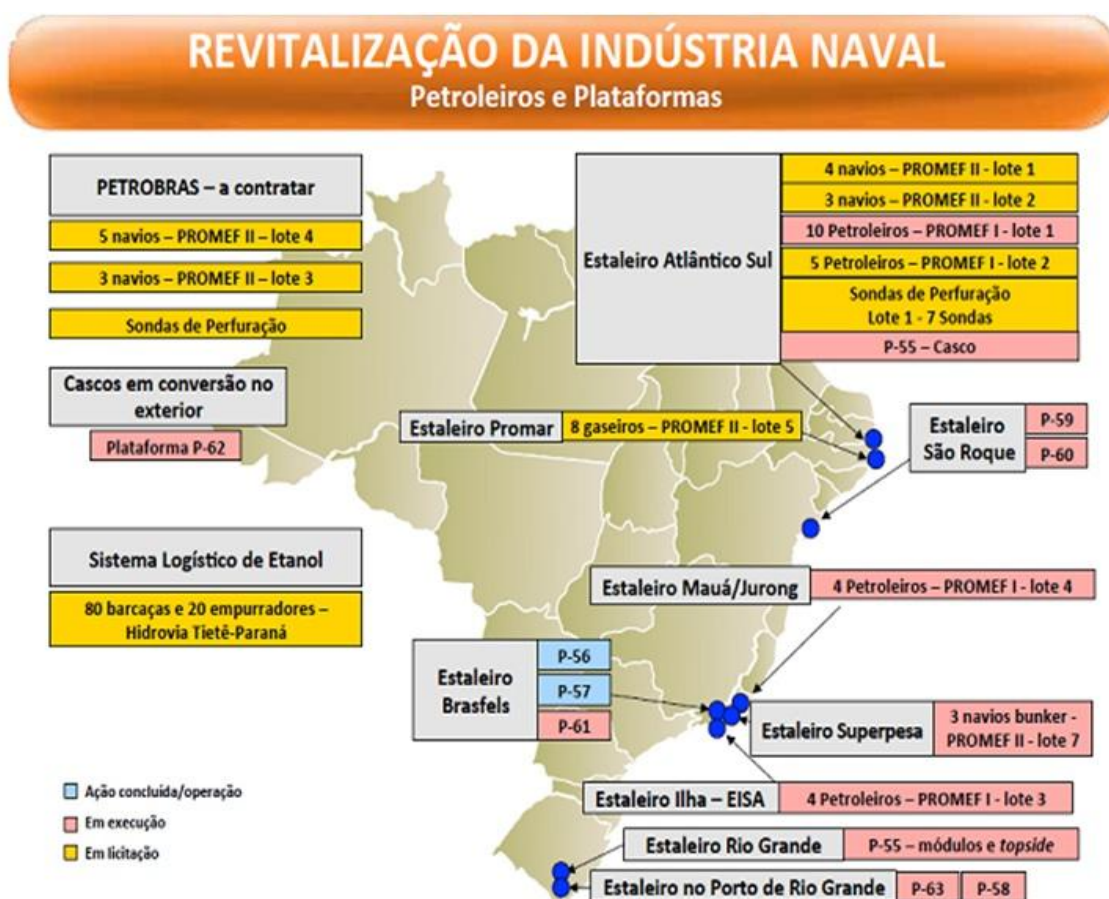 REVITALIZAÇÃO DA INDÚSTRIA NAVAL
Petroleiros e Plataformas
PETROBRAS – a contratar
5 navios – PROMEF II – lote 4
3 navios – PROMEF II – lote 3
Sondas de Perfuração
Cascos em conversão no
exterior
Plataforma P-62
Sistema Logístico de Etanol
80 barcaças e 20 empurradores –
Hidrovia Tietê-Paraná
Estaleiro Atlântico Sul
4 navios – PROMEF II - lote 1
3 navios – PROMEF II - lote 2
10 Petroleiros – PROMEF I - lote 1
5 Petroleiros – PROMEF I - lote 2
Sondas de Perfuração
Lote 1 - 7 Sondas
P-55 – Casco
Estaleiro Promar
8 gaseiros – PROMEF II - lote 5
Estaleiro
São Roque
P-59
P-60
Estaleiro Mauá/Jurong
4 Petroleiros – PROMEF I - lote 4
Estaleiro
Brasfels
P-56
P-57
P-61
Estaleiro Superpesa
3 navios bunker -
PROMEF II - lote 7
Estaleiro Ilha – EISA
4 Petroleiros – PROMEF I - lote 3
Estaleiro Rio Grande
P-55 – módulos e topside
Estaleiro no Porto de Rio Grande
P-63
P-58
Ação concluída/operação
Em execução
Em licitação